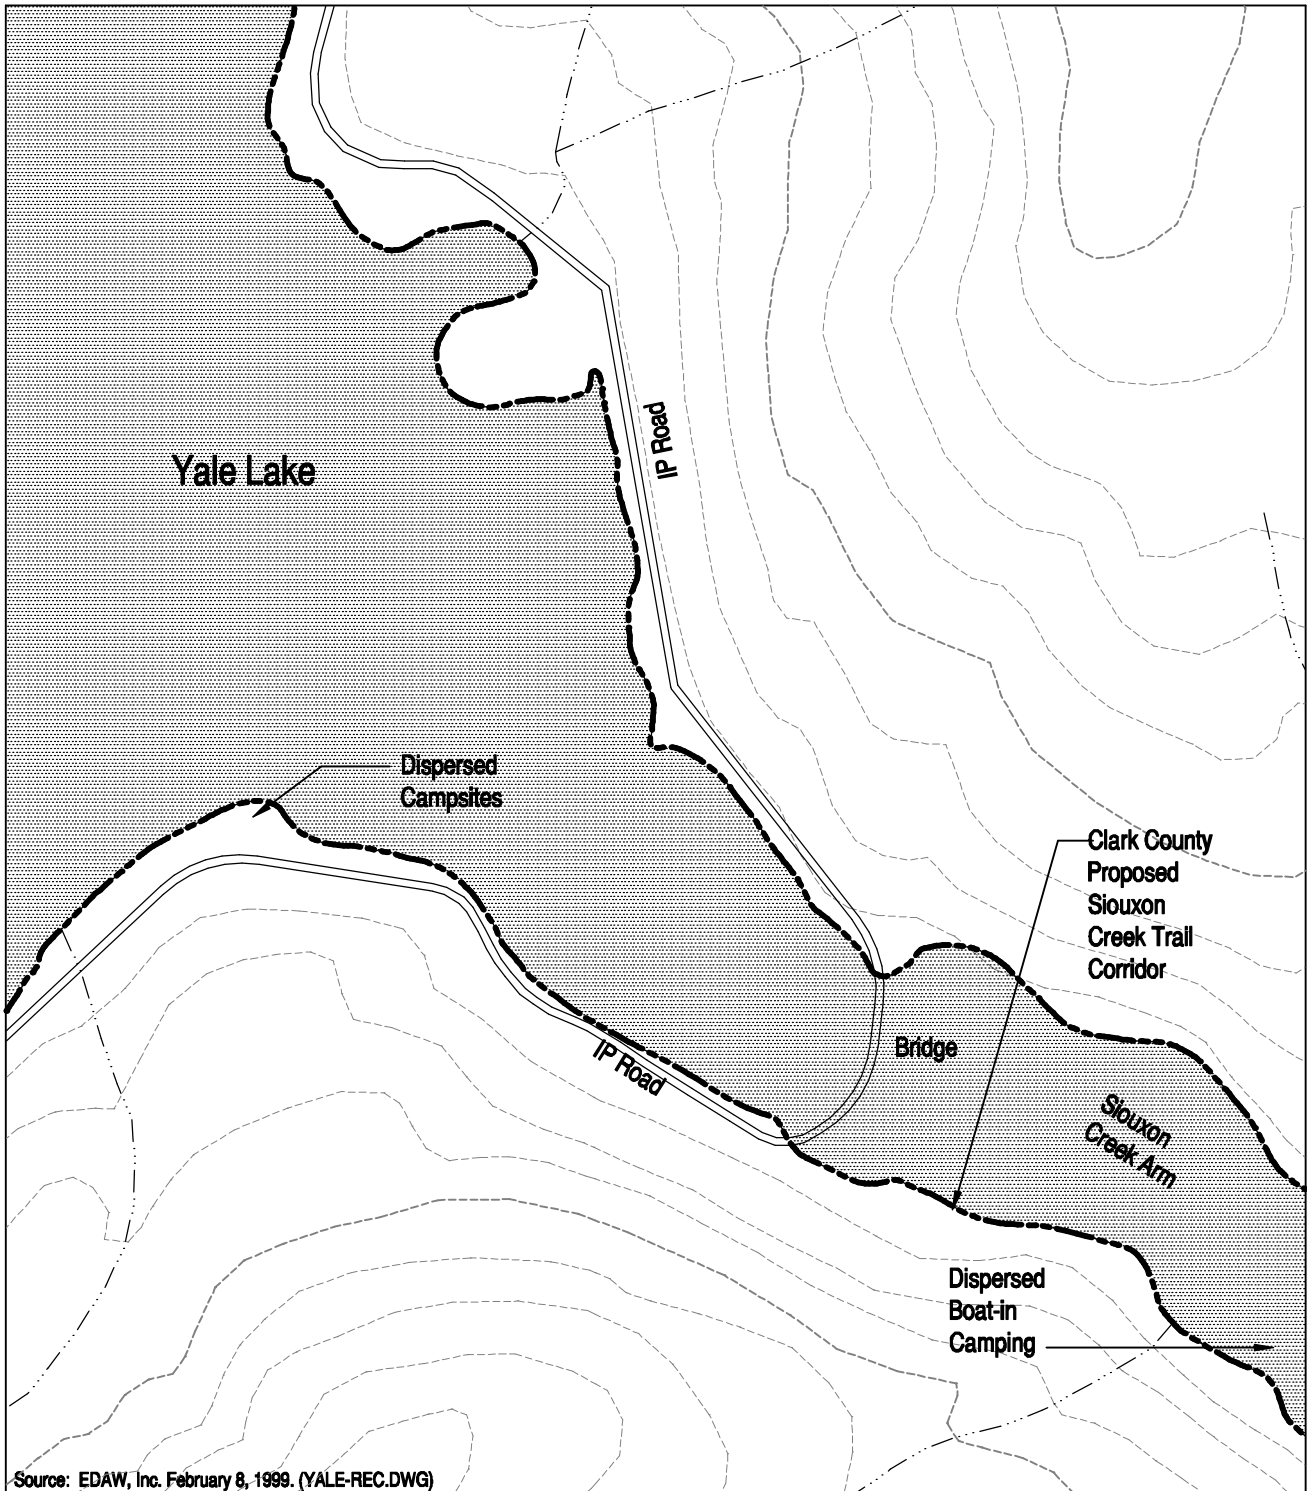 IP Road
Yale Lake
Dispersed
Campsites
Clark County
Proposed
Siouxon
Creek Trail
Corridor
Bridge
IP Road
Siouxon
Creek Arm
Dispersed
Boat-in
Camping
Source: EDAW, Inc. February 8, 1999. (YALE-REC.DWG)